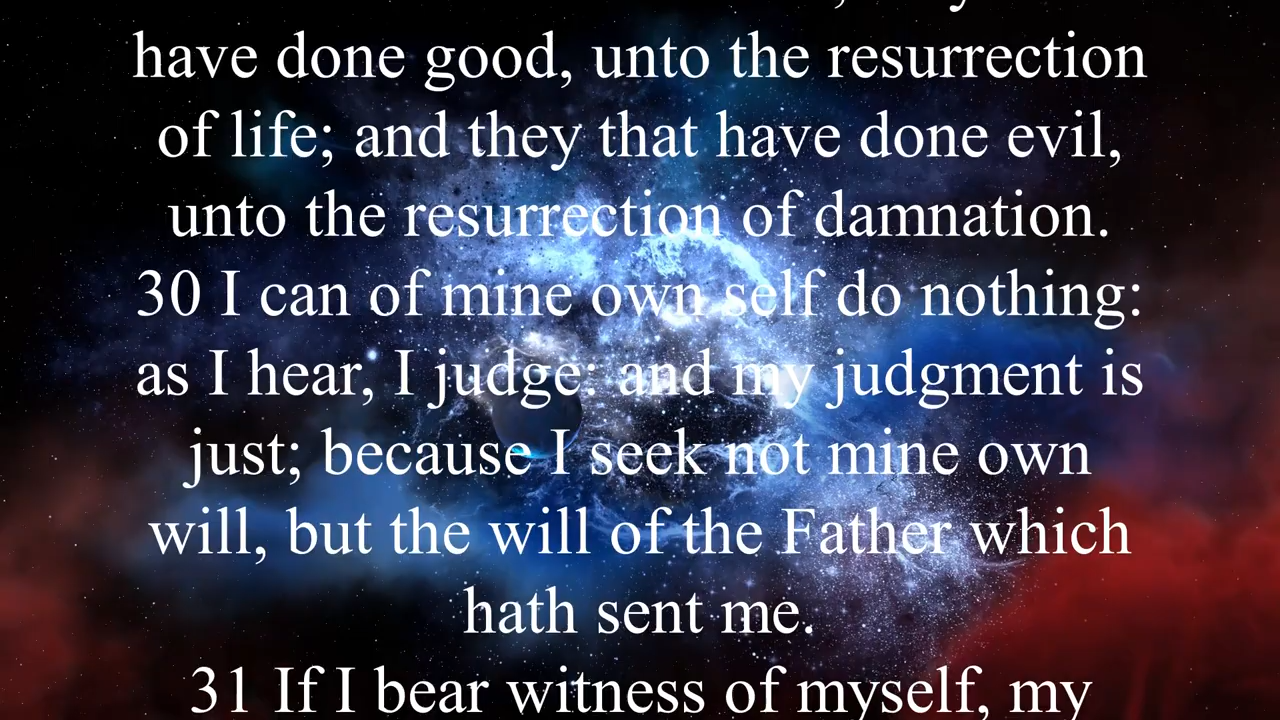 have done good, unto the resurrection
of life; and they that have done evil,
unto the resurrection of damnation.
30 I can of mine own self do nothing:
as I hear, I judge: and my judgment is
just; because I seek not mine own
will, but the will of the Father which
hath sent me.
31 If I bear witness of myself, my